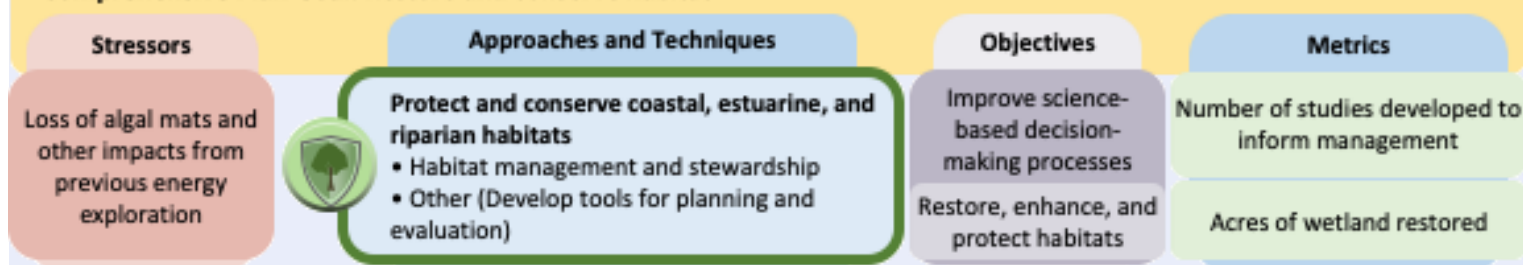 Stressors
Approaches and Techniques
Objectives
Metrics
Loss of algal mats and
other impacts from
previous energy
exploration
Protect and conserve coastal, estuarine, and
riparian habitats
• Habitat management and stewardship
• Other (Develop tools for planning and
evaluation)
Improve science-
based decision-
making processes
Restore, enhance, and
protect habitats
Number of studies developed to
inform management
Acres of wetland restored